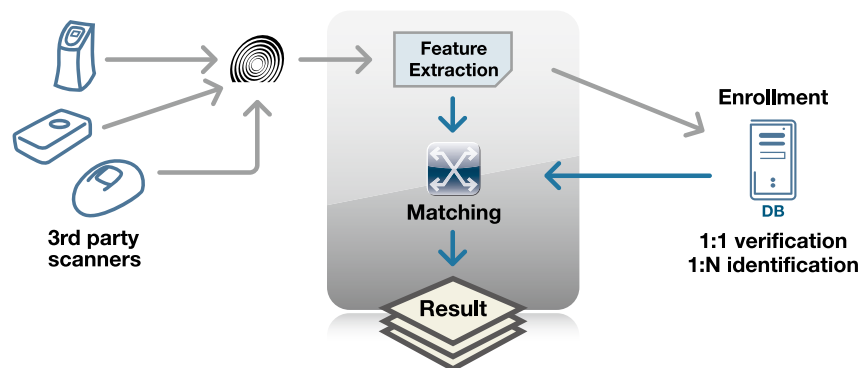 Feature
Extraction
Enrollment
Matching
DB
3rd party
scanners
1:1 verification
1:N identification
Result